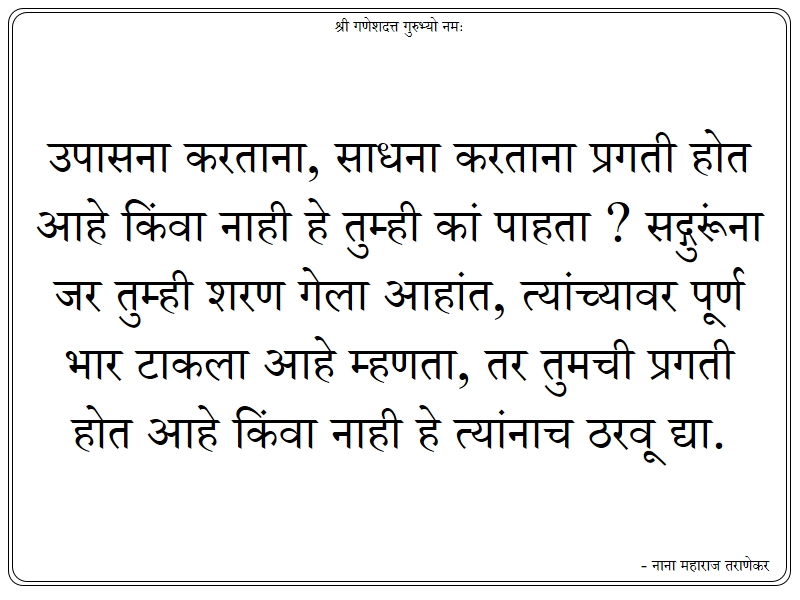 श्री गणेशदत्त गुरुभ्यो नमः
उपासना करताना, साधना करताना प्रगती होत
आहे किंवा नाही हे तुम्ही कां पाहता ? सद्गुरूंना
जर तुम्ही शरण गेला आहांत, त्यांच्यावर पूर्ण
भार टाकला आहे म्हणता, तर तुमची प्रगती
होत आहे किंवा नाही हे त्यांनाच ठरवू द्या.
- नाना महाराज तराणेकर